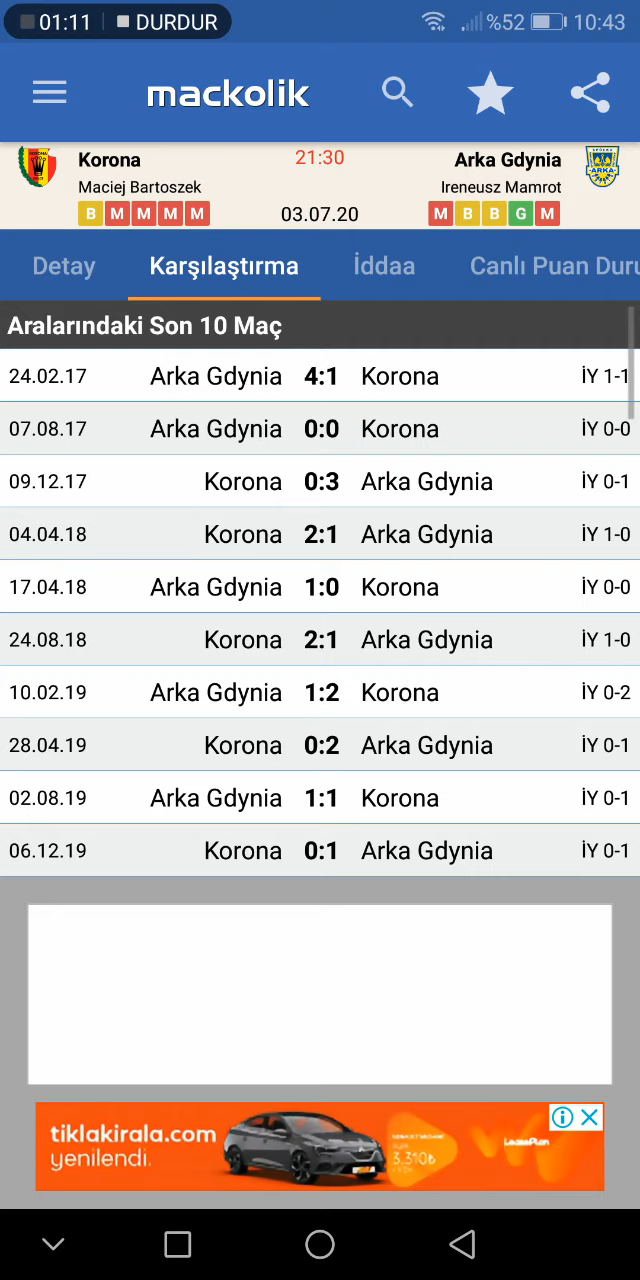 01:11 DURDUR %52 10:43
mackolik
Korona 21:30 Arka Gdynia
Maciej Bartoszek Ireneusz Mamrot
B M M M M 03.07.20 M B B G M
Detay Karşılaştırma İddaa Canlı Puan Duru
Aralarındaki Son 10 Maç
24.02.17 Arka Gdynia 4:1 Korona İY 1-1
07.08.17 Arka Gdynia 0:0 Korona İY 0-0
09.12.17 Korona 0:3 Arka Gdynia İY 0-1
04.04.18 Korona 2:1 Arka Gdynia İY 1-0
17.04.18 Arka Gdynia 1:0 Korona İY 0-0
24.08.18 Korona 2:1 Arka Gdynia İY 1-0
10.02.19 Arka Gdynia 1:2 Korona İY 0-2
28.04.19 Korona 0:2 Arka Gdynia İY 0-1
02.08.19 Arka Gdynia 1:1 Korona İY 0-1
06.12.19 Korona 0:1 Arka Gdynia İY 0-1
tiklakirala.com
yenilendi.
3.310₺
LeasePlan